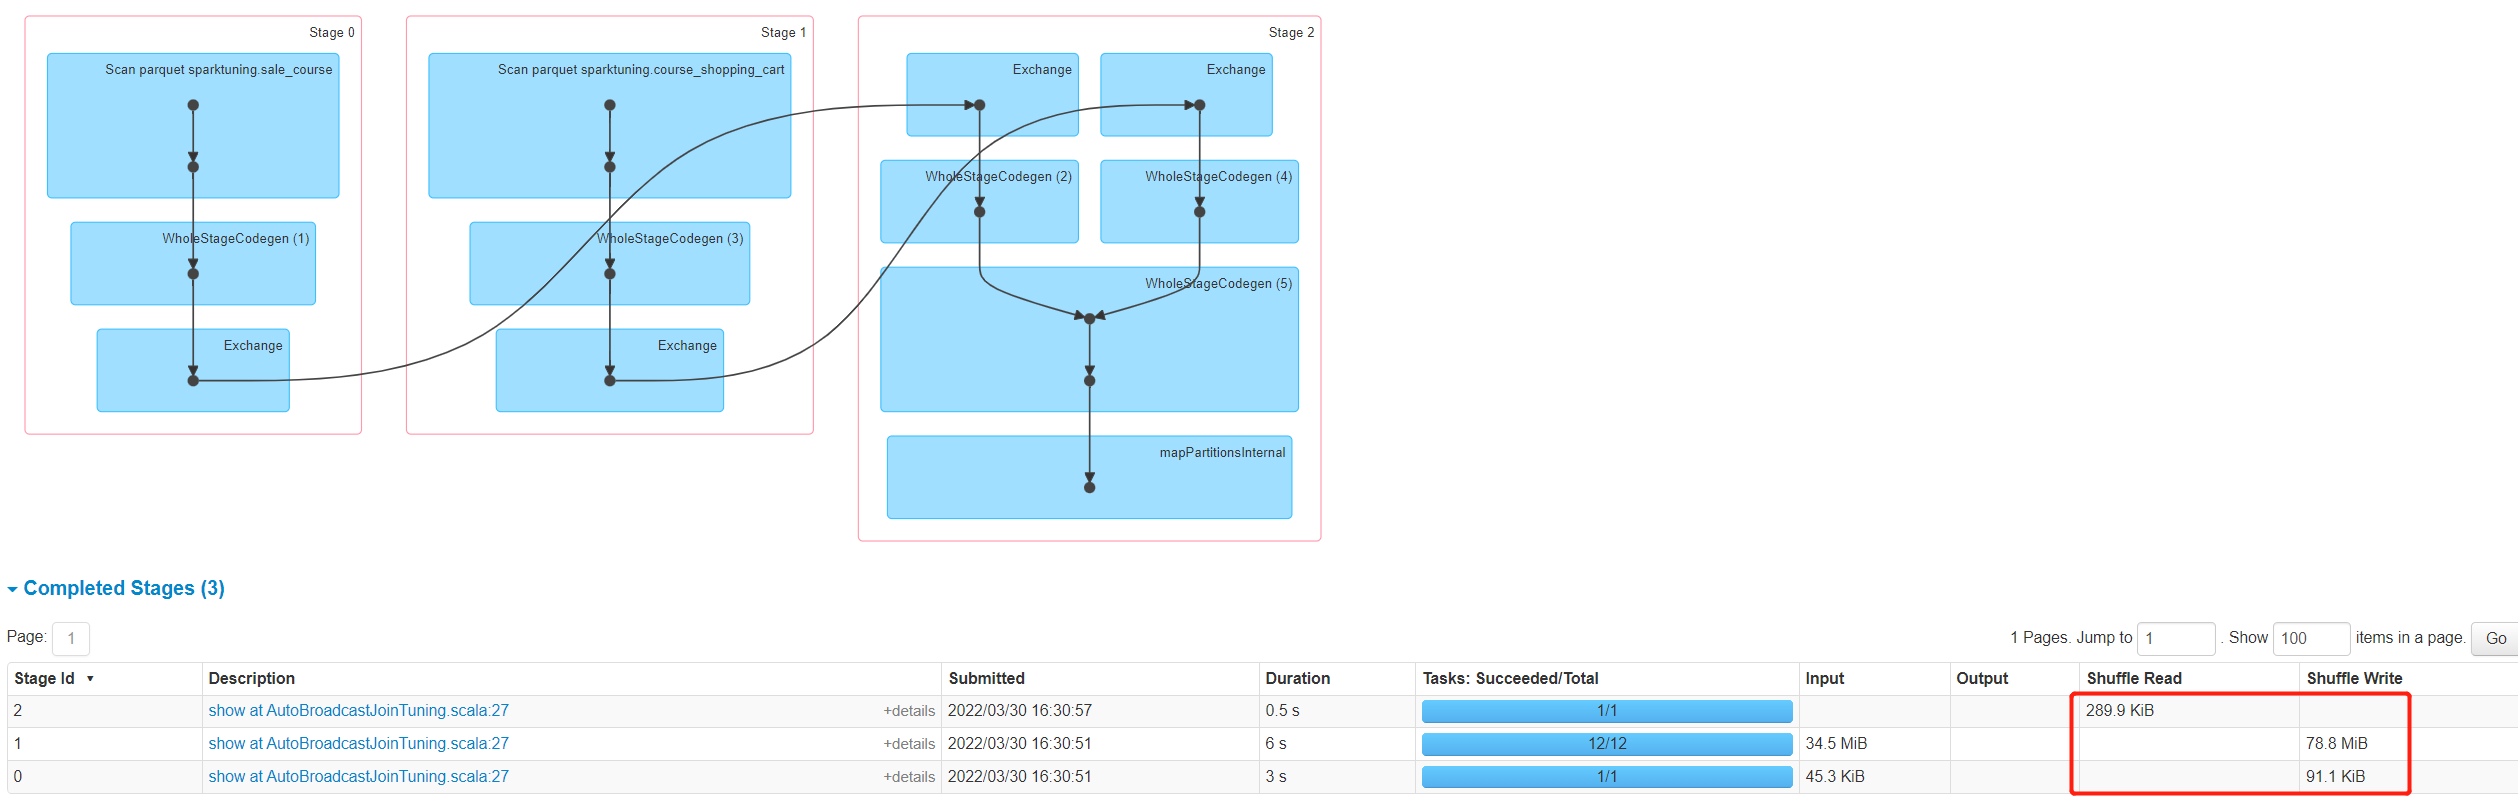 Stage 0
Scan parquet sparktuning.sale_course
WholeStageCodegen (1)
Exchange
Stage 1
Scan parquet sparktuning.course_shopping_cart
WholeStageCodegen (3)
Exchange
Stage 2
Exchange
Exchange
WholeStageCodegen (2)
WholeStageCodegen (4)
WholeStageCodegen (5)
mapPartitionsInternal
Completed Stages (3)
Page: 1
1 Pages. Jump to 1 . Show 100 items in a page. Go
Stage Id Description Submitted Duration Tasks: Succeeded/Total Input Output Shuffle Read Shuffle Write
2 show at AutoBroadcastJoinTuning.scala:27 +details 2022/03/30 16:30:57 0.5 s 1/1 289.9 KiB
1 show at AutoBroadcastJoinTuning.scala:27 +details 2022/03/30 16:30:51 6 s 12/12 34.5 MiB 78.8 MiB
0 show at AutoBroadcastJoinTuning.scala:27 +details 2022/03/30 16:30:51 3 s 1/1 45.3 KiB 91.1 KiB